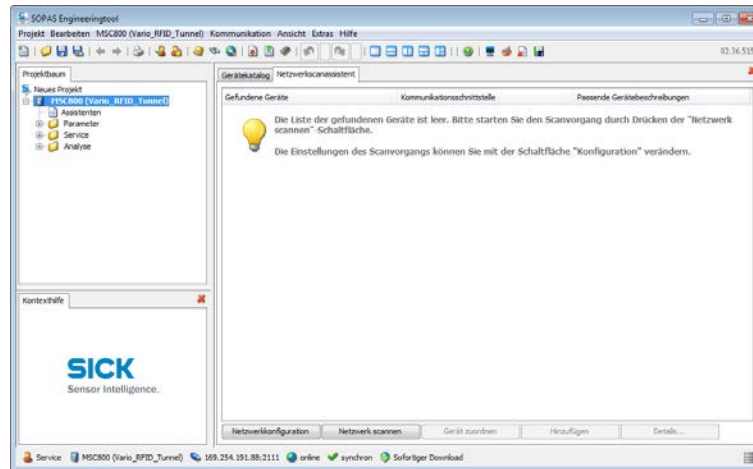 SOPAS Engineeringtool
Projekt Bearbeiten MSC800 (Vario_RFID_Tunnel) Kommunikation Ansicht Extras Hilfe
02.36.515
Projektbaum
Gerätekatalog Netzwerkscanassistent
Neues Projekt
MSC800 (Vario_RFID_Tunnel)
Assistenten
Parameter
Service
Analyse
Gefundene Geräte Kommunikationsschnittstelle Passende Gerätebeschreibungen
Die Liste der gefundenen Geräte ist leer. Bitte starten Sie den Scanvorgang durch Drücken der "Netzwerk
scannen"-Schaltfläche.
Die Einstellungen des Scanvorgangs können Sie mit der Schaltfläche "Konfiguration" verändern.
Kontexthilfe
SICK
Sensor Intelligence.
Netzwerkkonfiguration Netzwerk scannen Gerät zuordnen Hinzufügen Details...
Service MSC800 (Vario_RFID_Tunnel) 169.254.191.88:2111 online synchron Sofortiger Download